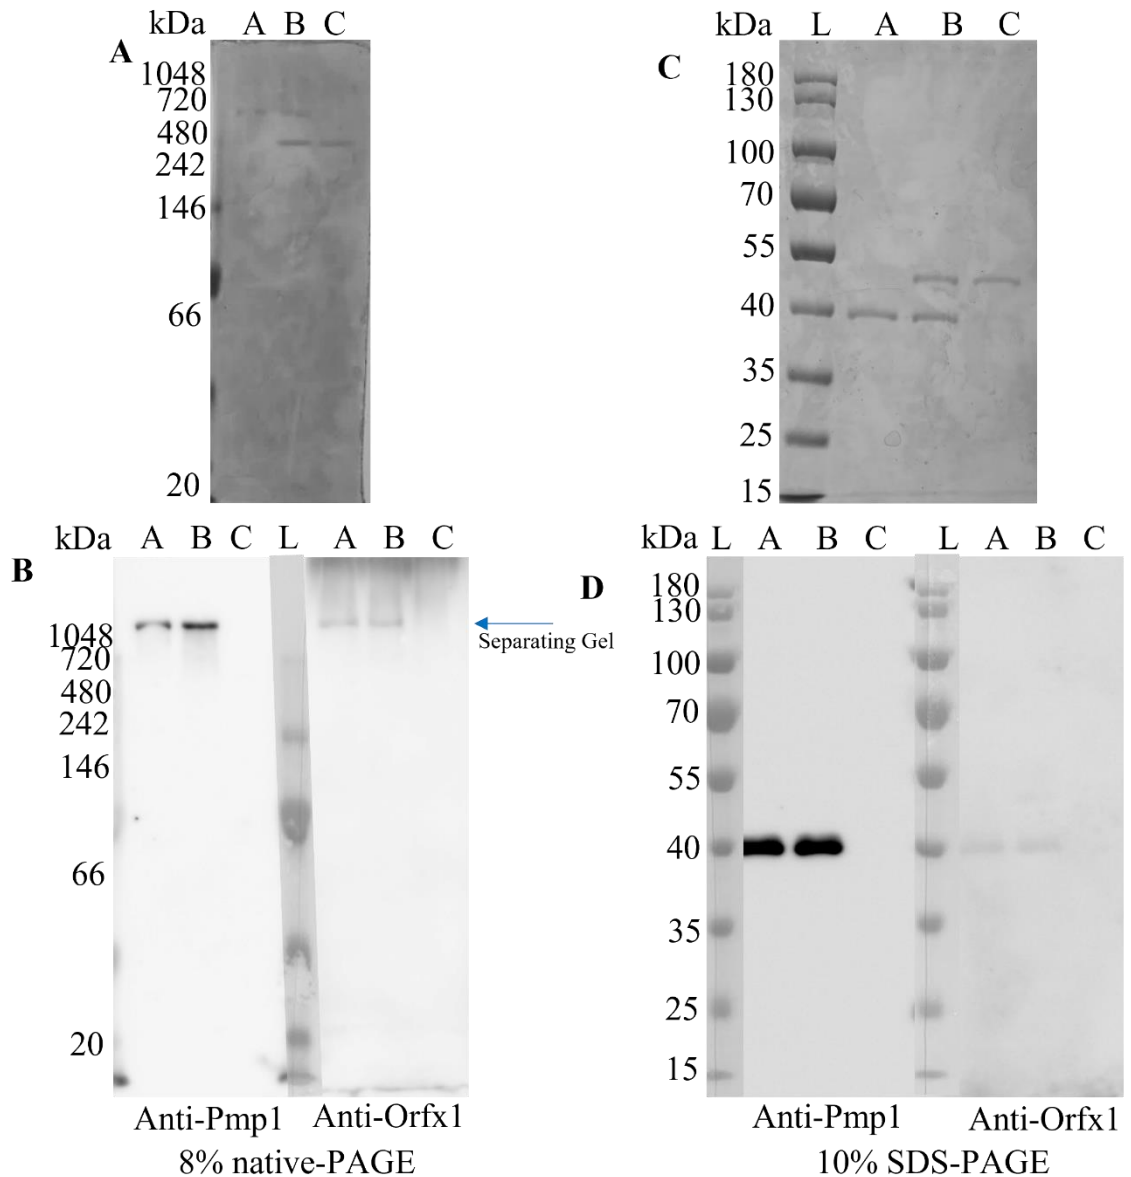 kDa A B C
A
1048
720
480
242
146
66
20
kDa L A B C
C
180
130
100
70
55
40
35
25
15
kDa A B C L A B C
B
1048
720
480
242
146
66
20
Separating Gel
Anti-Pmp1 Anti-Orfx1
8% native-PAGE
kDa L A B C L A B C
D
180
130
100
70
55
40
35
25
15
Anti-Pmp1 Anti-Orfx1
10% SDS-PAGE